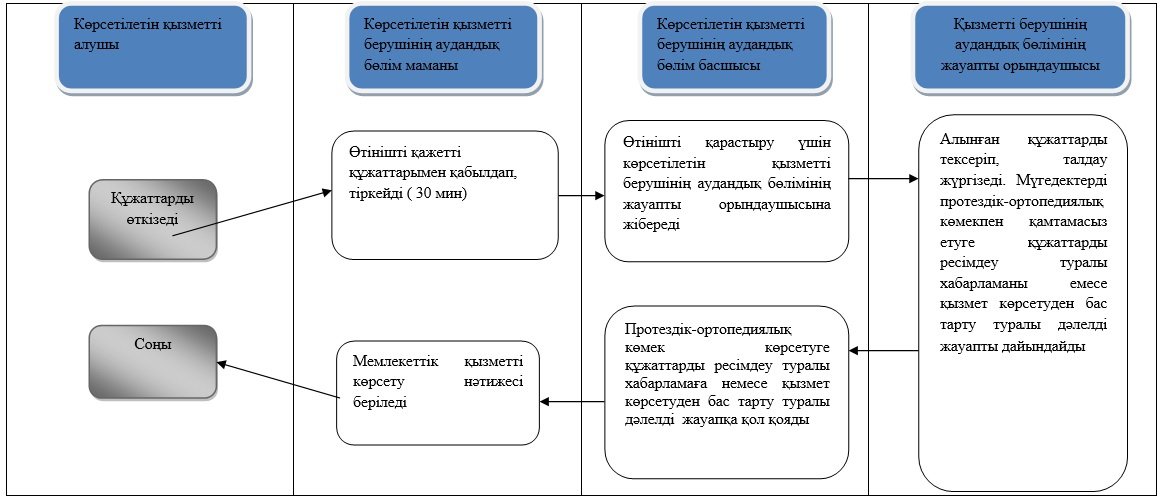 Көрсетілетін қызметті
алушы
Көрсетілетін қызметті
берушінің аудандық
бөлім маманы
Көрсетілетін қызметті
берушінің аудандық
бөлім басшысы
Қызметті берушінің
аудандық бөлімінің
жауапты орындаушысы
Құжаттарды
өткізеді
Өтінішті қажетті
құжаттарымен қабылдап,
тіркейді ( 30 мин)
Өтінішті қарастыру үшін
көрсетілетін қызметті
берушінің аудандық бөлімінің
жауапты орындаушысына
жібереді
Алынған құжаттарды
тексеріп, талдау
жүргізеді. Мүгедектерді
протездік-ортопедиялық
көмекпен қамтамасыз
етуге құжаттарды
ресімдеу туралы
хабарламаны емесе
қызмет көрсетуден бас
тарту туралы дәлелді
жауапты дайындайды
Протездік-ортопедиялық
көмек көрсетуге
құжаттарды ресімдеу туралы
хабарламаға немесе қызмет
көрсетуден бас тарту туралы
дәлелді жауапқа қол қояды
Мемлекеттік қызметті
көрсету нәтижесі
беріледі
Соңы